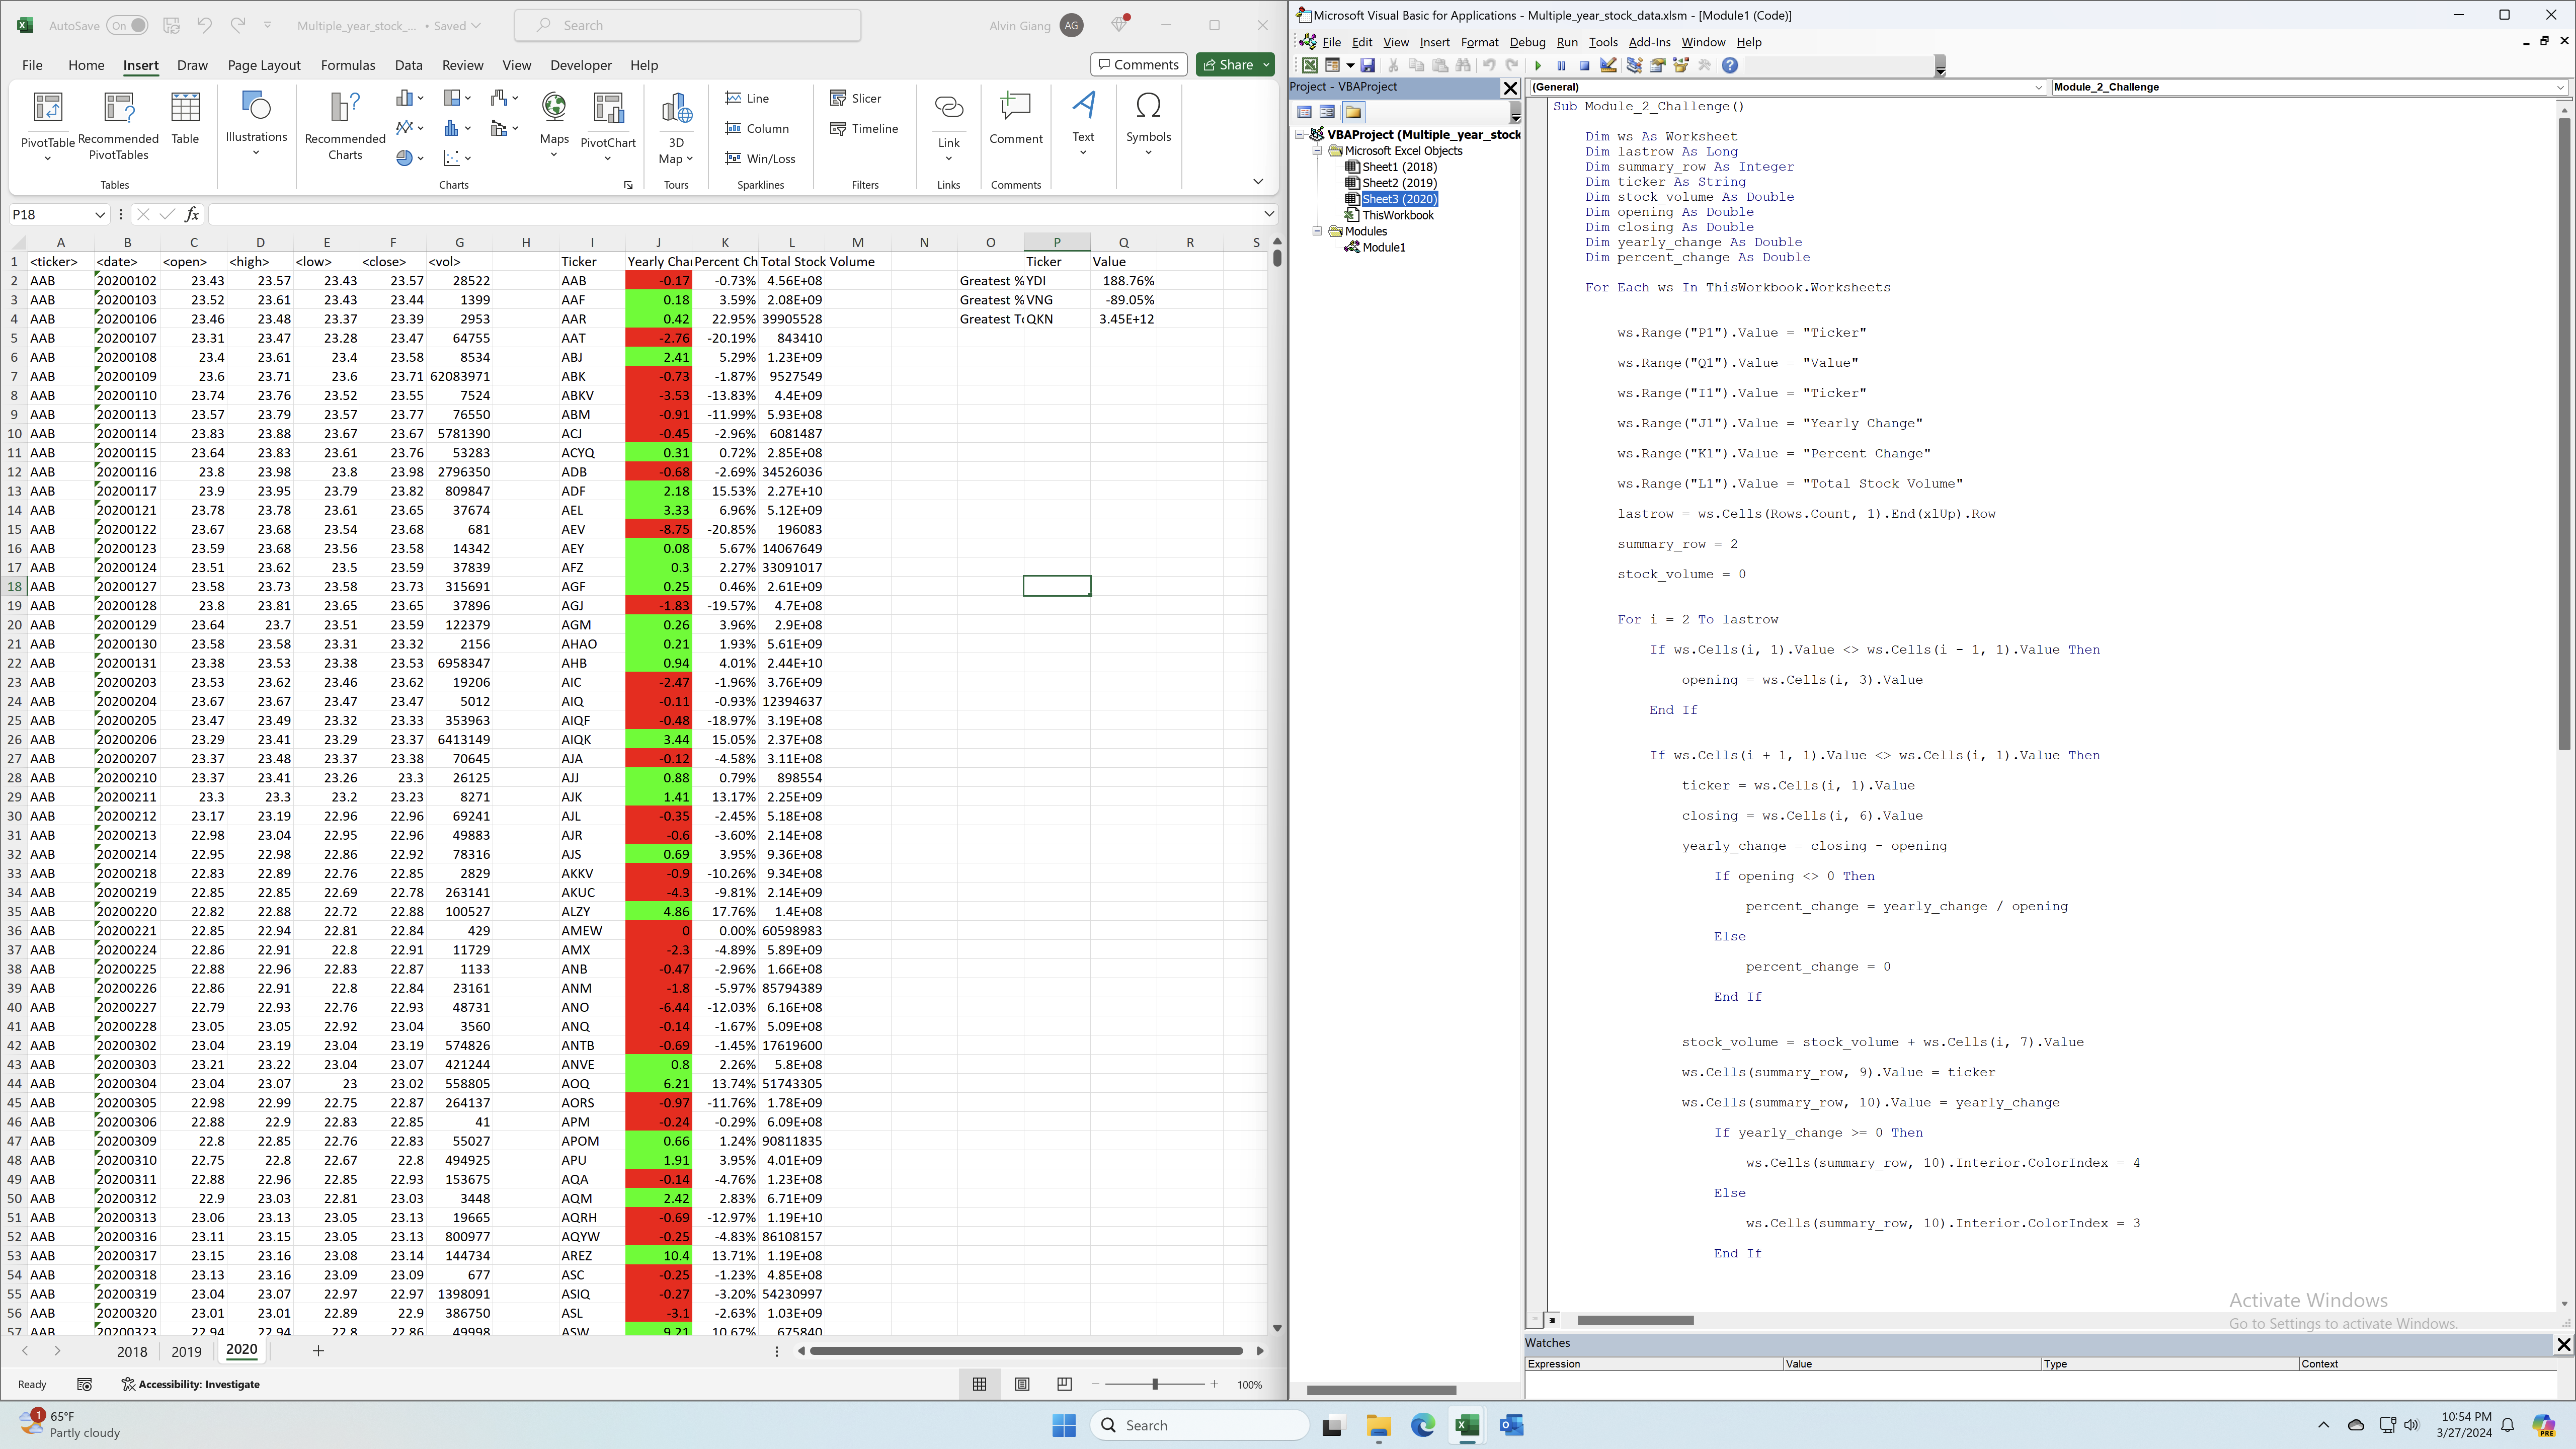 AutoSave On Multiple_year_stock_... • Saved Search Alvin Giang AG
File Home Insert Draw Page Layout Formulas Data Review View Developer Help Comments Share
PivotTable Recommended PivotTables Table Illustrations Recommended Charts Maps PivotChart 3D Map Line Column Win/Loss Slicer Timeline Link Comment Text Symbols
Tables Charts Tours Sparklines Filters Links Comments
P18 fx
A B C D E F G H I J K L M N O P Q R S
1 <ticker> <date> <open> <high> <low> <close> <vol> Ticker Yearly Cha Percent Ch Total Stock Volume Ticker Value
2 AAB 20200102 23.43 23.57 23.43 23.57 28522 AAB -0.17 -0.73% 4.56E+08 Greatest % YDI 188.76%
3 AAB 20200103 23.52 23.61 23.43 23.44 1399 AAF 0.18 3.59% 2.08E+09 Greatest % VNG -89.05%
4 AAB 20200106 23.46 23.48 23.37 23.39 2953 AAR 0.42 22.95% 39905528 Greatest To QKN 3.45E+12
5 AAB 20200107 23.31 23.47 23.28 23.47 64755 AAT -2.76 -20.19% 843410
6 AAB 20200108 23.4 23.61 23.4 23.58 8534 ABJ 2.41 5.29% 1.23E+09
7 AAB 20200109 23.6 23.71 23.6 23.71 62083971 ABK -0.73 -1.87% 9527549
8 AAB 20200110 23.74 23.76 23.52 23.55 7524 ABKV -3.53 -13.83% 4.4E+09
9 AAB 20200113 23.57 23.79 23.57 23.77 76550 ABM -0.91 -11.99% 5.93E+08
10 AAB 20200114 23.83 23.88 23.67 23.67 5781390 ACJ -0.45 -2.96% 6081487
11 AAB 20200115 23.64 23.83 23.61 23.76 53283 ACYQ 0.31 0.72% 2.85E+08
12 AAB 20200116 23.8 23.98 23.8 23.98 2796350 ADB -0.68 -2.69% 34526036
13 AAB 20200117 23.9 23.95 23.79 23.82 809847 ADF 2.18 15.53% 2.27E+10
14 AAB 20200121 23.78 23.78 23.61 23.65 37674 AEL 3.33 6.96% 5.12E+09
15 AAB 20200122 23.67 23.68 23.54 23.68 681 AEV -8.75 -20.85% 196083
16 AAB 20200123 23.59 23.68 23.56 23.58 14342 AEY 0.08 5.67% 14067649
17 AAB 20200124 23.51 23.62 23.5 23.59 37839 AFZ 0.3 2.27% 33091017
18 AAB 20200127 23.58 23.73 23.58 23.73 315691 AGF 0.25 0.46% 2.61E+09
19 AAB 20200128 23.8 23.81 23.65 23.65 37896 AGJ -1.83 -19.57% 4.7E+08
20 AAB 20200129 23.64 23.7 23.51 23.59 122379 AGM 0.26 3.96% 2.9E+08
21 AAB 20200130 23.58 23.58 23.31 23.32 2156 AHAO 0.21 1.93% 5.61E+09
22 AAB 20200131 23.38 23.53 23.38 23.53 6958347 AHB 0.94 4.01% 2.44E+10
23 AAB 20200203 23.53 23.62 23.46 23.62 19206 AIC -2.47 -1.96% 3.76E+09
24 AAB 20200204 23.67 23.67 23.47 23.47 5012 AIQ -0.11 -0.93% 12394637
25 AAB 20200205 23.47 23.49 23.32 23.33 353963 AIQF -0.48 -18.97% 3.19E+08
26 AAB 20200206 23.29 23.41 23.29 23.37 6413149 AIQK 3.44 15.05% 2.37E+08
27 AAB 20200207 23.37 23.48 23.37 23.38 70645 AJA -0.12 -4.58% 3.11E+08
28 AAB 20200210 23.37 23.41 23.26 23.3 26125 AJJ 0.88 0.79% 898554
29 AAB 20200211 23.3 23.3 23.2 23.23 8271 AJK 1.41 13.17% 2.25E+09
30 AAB 20200212 23.17 23.19 22.96 22.96 69241 AJL -0.35 -2.45% 5.18E+08
31 AAB 20200213 22.98 23.04 22.95 22.96 49883 AJR -0.6 -3.60% 2.14E+08
32 AAB 20200214 22.95 22.98 22.86 22.92 78316 AJS 0.69 3.95% 9.36E+08
33 AAB 20200218 22.83 22.89 22.76 22.85 2829 AKKV -0.9 -10.26% 9.34E+08
34 AAB 20200219 22.85 22.85 22.69 22.78 263141 AKUC -4.3 -9.81% 2.14E+09
35 AAB 20200220 22.82 22.88 22.72 22.88 100527 ALZY 4.86 17.76% 1.4E+08
36 AAB 20200221 22.85 22.94 22.81 22.84 429 AMEW 0 0.00% 60598983
37 AAB 20200224 22.86 22.91 22.8 22.91 11729 AMX -2.3 -4.89% 5.89E+09
38 AAB 20200225 22.88 22.96 22.83 22.87 1133 ANB -0.47 -2.96% 1.66E+08
39 AAB 20200226 22.86 22.91 22.8 22.84 23161 ANM -1.8 -5.97% 85794389
40 AAB 20200227 22.79 22.93 22.76 22.93 48731 ANO -6.44 -12.03% 6.16E+08
41 AAB 20200228 23.05 23.05 22.92 23.04 3560 ANQ -0.14 -1.67% 5.09E+08
42 AAB 20200302 23.04 23.19 23.04 23.19 574826 ANTB -0.69 -1.45% 17619600
43 AAB 20200303 23.21 23.22 23.04 23.07 421244 ANVE 0.8 2.26% 5.8E+08
44 AAB 20200304 23.04 23.07 23 23.02 558805 AOQ 6.21 13.74% 51743305
45 AAB 20200305 22.98 22.99 22.75 22.87 264137 AORS -0.97 -11.76% 1.78E+09
46 AAB 20200306 22.88 22.9 22.83 22.85 41 APM -0.24 -0.29% 6.09E+08
47 AAB 20200309 22.8 22.85 22.76 22.83 55027 APOM 0.66 1.24% 90811835
48 AAB 20200310 22.75 22.8 22.67 22.8 494925 APU 1.91 3.95% 4.01E+09
49 AAB 20200311 22.88 22.96 22.85 22.93 153675 AQA -0.14 -4.76% 1.23E+08
50 AAB 20200312 22.9 23.03 22.81 23.03 3448 AQM 2.42 2.83% 6.71E+09
51 AAB 20200313 23.06 23.13 23.05 23.13 19665 AQRH -0.69 -12.97% 1.19E+10
52 AAB 20200316 23.11 23.15 23.05 23.13 800977 AQYW -0.25 -4.83% 86108157
53 AAB 20200317 23.15 23.16 23.08 23.14 144734 AREZ 10.4 13.71% 1.19E+08
54 AAB 20200318 23.13 23.16 23.09 23.09 677 ASC -0.25 -1.23% 4.85E+08
55 AAB 20200319 23.04 23.07 22.97 22.97 1398091 ASIQ -0.27 -3.20% 54230997
56 AAB 20200320 23.01 23.01 22.89 22.9 386750 ASL -3.1 -2.63% 1.03E+09
57 AAB 20200323 22.94 22.94 22.8 22.86 49998 ASW 9.21 10.67% 675840
2018 2019 2020
Ready Accessibility: Investigate 100%
Microsoft Visual Basic for Applications - Multiple_year_stock_data.xlsm - [Module1 (Code)]
File Edit View Insert Format Debug Run Tools Add-Ins Window Help
Project - VBAProject
VBAProject (Multiple_year_stock
Microsoft Excel Objects
Sheet1 (2018)
Sheet2 (2019)
Sheet3 (2020)
ThisWorkbook
Modules
Module1
(General) Module_2_Challenge
Sub Module_2_Challenge()
Dim ws As Worksheet
Dim lastrow As Long
Dim summary_row As Integer
Dim ticker As String
Dim stock_volume As Double
Dim opening As Double
Dim closing As Double
Dim yearly_change As Double
Dim percent_change As Double
For Each ws In ThisWorkbook.Worksheets
ws.Range("P1").Value = "Ticker"
ws.Range("Q1").Value = "Value"
ws.Range("I1").Value = "Ticker"
ws.Range("J1").Value = "Yearly Change"
ws.Range("K1").Value = "Percent Change"
ws.Range("L1").Value = "Total Stock Volume"
lastrow = ws.Cells(Rows.Count, 1).End(xlUp).Row
summary_row = 2
stock_volume = 0
For i = 2 To lastrow
If ws.Cells(i, 1).Value <> ws.Cells(i - 1, 1).Value Then
opening = ws.Cells(i, 3).Value
End If
If ws.Cells(i + 1, 1).Value <> ws.Cells(i, 1).Value Then
ticker = ws.Cells(i, 1).Value
closing = ws.Cells(i, 6).Value
yearly_change = closing - opening
If opening <> 0 Then
percent_change = yearly_change / opening
Else
percent_change = 0
End If
stock_volume = stock_volume + ws.Cells(i, 7).Value
ws.Cells(summary_row, 9).Value = ticker
ws.Cells(summary_row, 10).Value = yearly_change
If yearly_change >= 0 Then
ws.Cells(summary_row, 10).Interior.ColorIndex = 4
Else
ws.Cells(summary_row, 10).Interior.ColorIndex = 3
End If
Activate Windows
Go to Settings to activate Windows.
Watches
Expression Value Type Context
1 65°F
Partly cloudy
Search
10:54 PM
3/27/2024
PRE